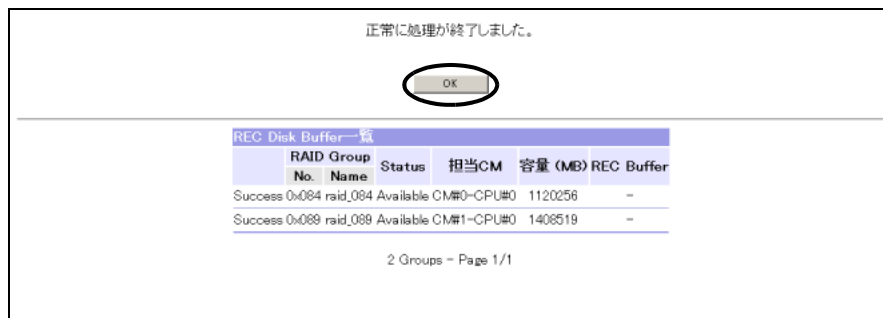 正常に処理が終了しました。
OK
REC Disk Buffer一覧
RAID Group Status 担当CM 容量 (MB) REC Buffer
No. Name
Success 0x084 raid_084 Available CM#0-CPU#0 1120256 -
Success 0x089 raid_089 Available CM#1-CPU#0 1408519 -
2 Groups - Page 1/1